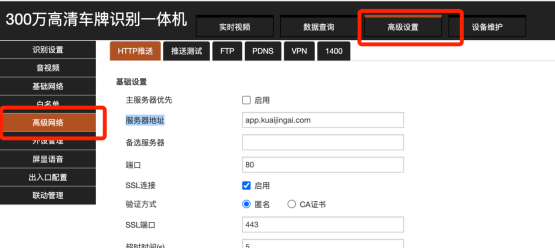 300万高清车牌识别一体机
实时视频 数据查询 高级设置 设备维护
识别设置
音视频
基础网络
白名单
高级网络
外设管理
屏显语音
出入口配置
联动管理
HTTP推送 推送测试 FTP PDNS VPN 1400
基础设置
主服务器优先 启用
服务器地址 app.kuaijingai.com
备选服务器
端口 80
SSL连接 启用
验证方式 匿名 CA证书
SSL端口 443
超时时间(s) 5